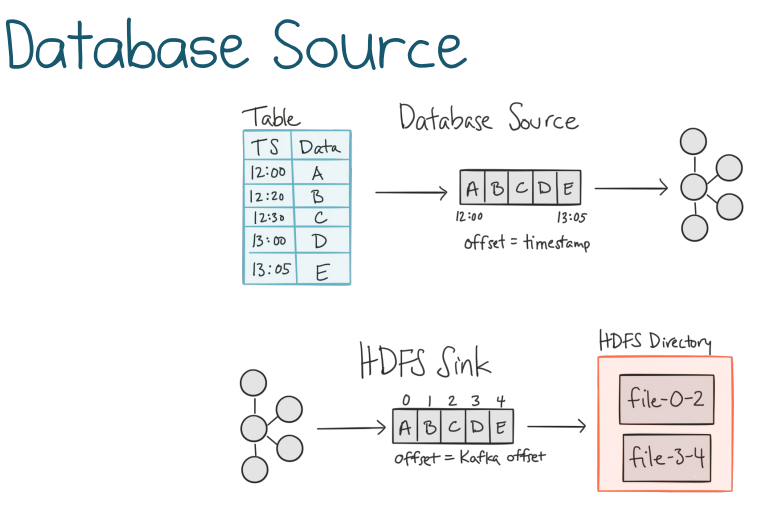 Database Source
Table
TS Data
12:00 A
12:20 B
12:30 C
13:00 D
13:05 E
Database Source
A B C D E
12:00 13:05
offset = timestamp
HDFS Sink
0 1 2 3 4
A B C D E
offset = Kafka offset
HDFS Directory
file-0-2
file-3-4